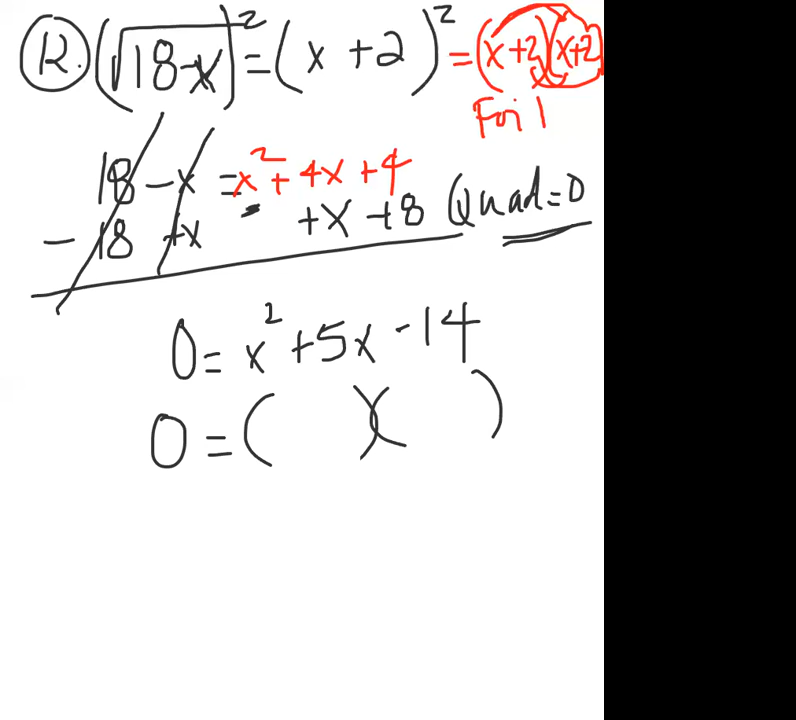 12. (√18-x)² = (x + 2)² = (x+2)(x+2)
Foil
18 - x = x² + 4x + 4
- 18 + x + x - 18 Quad = 0
0 = x² + 5x - 14
0 = ( )( )